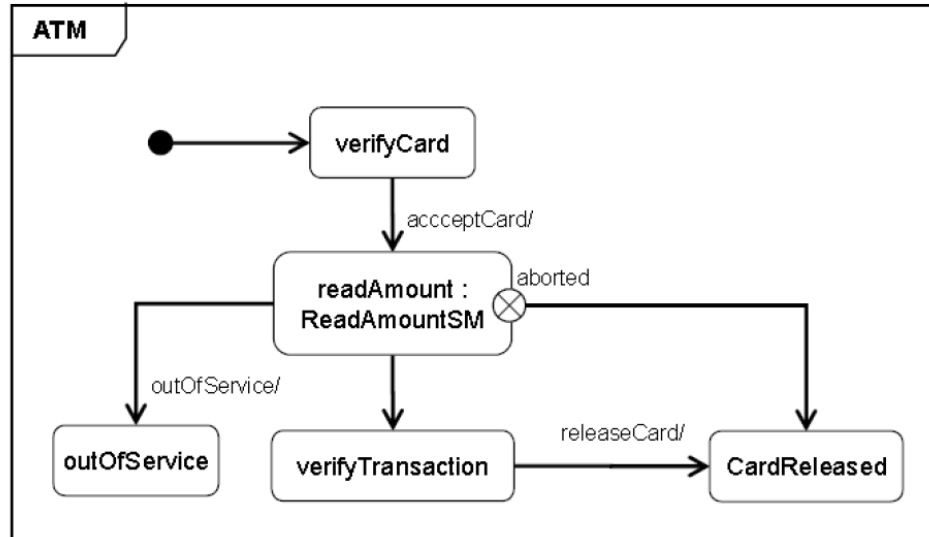 ATM
verifyCard
accceptCard/
readAmount :
ReadAmountSM
aborted
outOfService/
outOfService
verifyTransaction
releaseCard/
CardReleased